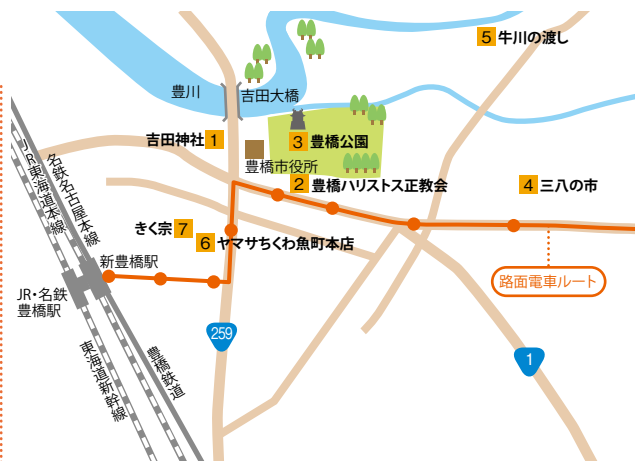 5 牛川の渡し
豊川
吉田大橋
吉田神社 1
3 豊橋公園
豊橋市役所
2 豊橋ハリストス正教会
4 三八の市
きく宗 7
6 ヤマサちくわ魚町本店
新豊橋駅
JR・名鉄
豊橋駅
路面電車ルート
259
1
JR東海道本線
名鉄名古屋本線
豊橋鉄道
東海道新幹線